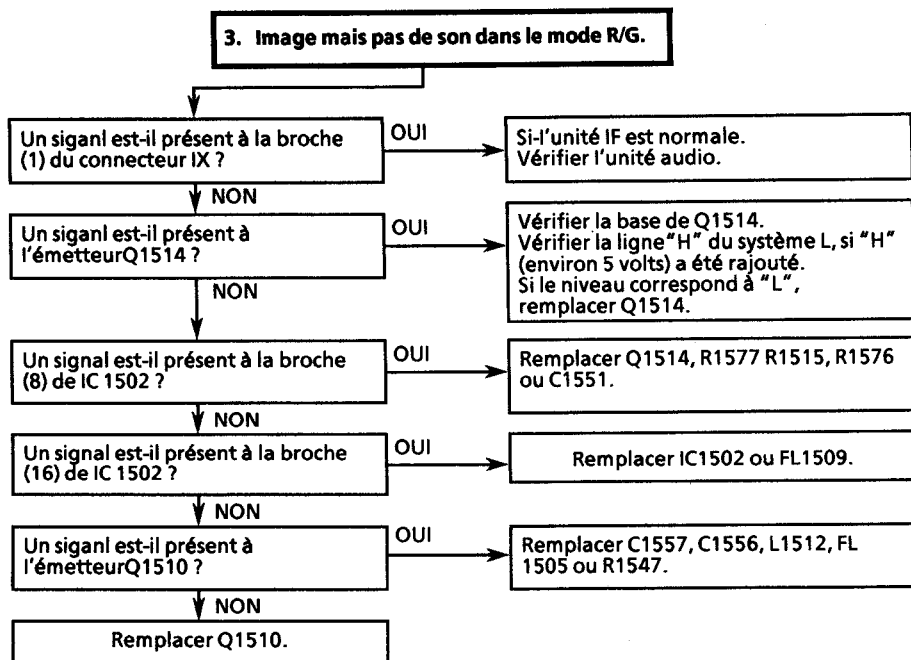 3. Image mais pas de son dans le mode R/G.
Un siganl est-il présent à la broche
(1) du connecteur IX ?
OUI
Si-l'unité IF est normale.
Vérifier l'unité audio.
NON
Un siganl est-il présent à
l'émetteurQ1514 ?
OUI
Vérifier la base de Q1514.
Vérifier la ligne "H" du système L, si "H"
(environ 5 volts) a été rajouté.
Si le niveau correspond à "L",
remplacer Q1514.
NON
Un signal est-il présent à la broche
(8) de IC 1502 ?
OUI
Remplacer Q1514, R1577 R1515, R1576
ou C1551.
NON
Un signal est-il présent à la broche
(16) de IC 1502 ?
OUI
Remplacer IC1502 ou FL1509.
NON
Un siganl est-il présent à
l'émetteurQ1510 ?
OUI
Remplacer C1557, C1556, L1512, FL
1505 ou R1547.
NON
Remplacer Q1510.